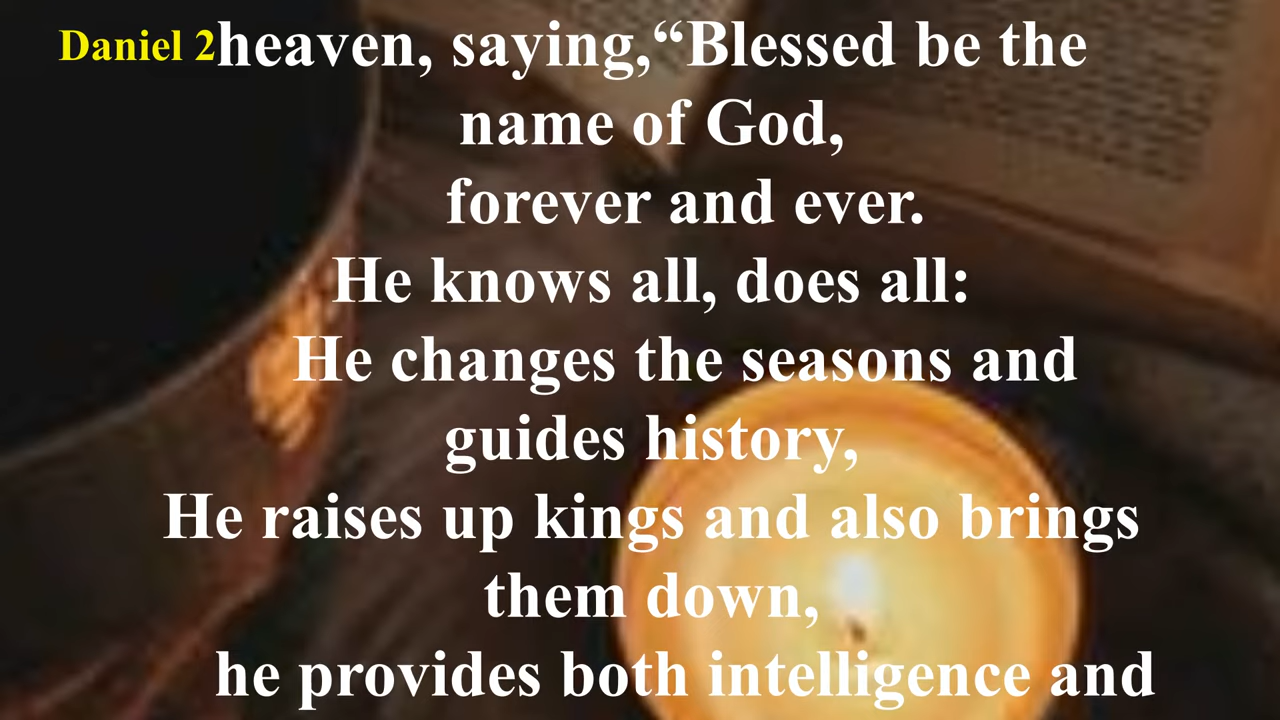 Daniel 2heaven, saying,“Blessed be the
name of God,
forever and ever.
He knows all, does all:
He changes the seasons and
guides history,
He raises up kings and also brings
them down,
he provides both intelligence and